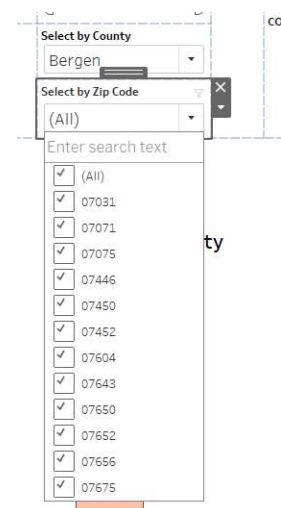 co
Select by County
Bergen
Select by Zip Code
(All)
Enter search text
(All)
07031
07071
07075
07446
07450
07452
07604
07643
07650
07652
07656
07675
ty